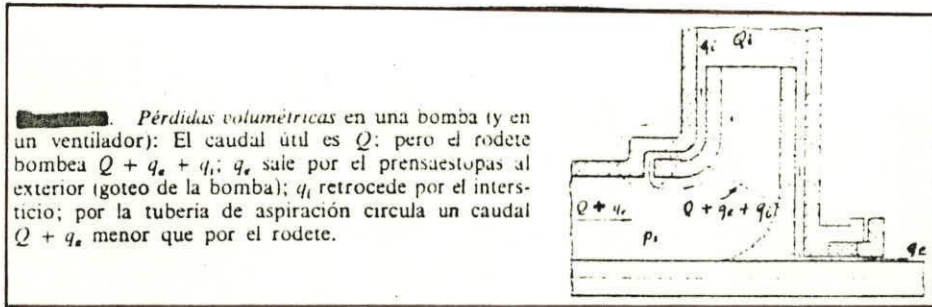 . Pérdidas volumétricas en una bomba (y en
un ventilador): El caudal útil es Q; pero el rodete
bombea Q + qe + qi; qe sale por el prensaestopas al
exterior (goteo de la bomba); qi retrocede por el inters-
ticio; por la tubería de aspiración circula un caudal
Q + qe menor que por el rodete.
qi Qi
Q + qe Q + qe + qi
p1
qe